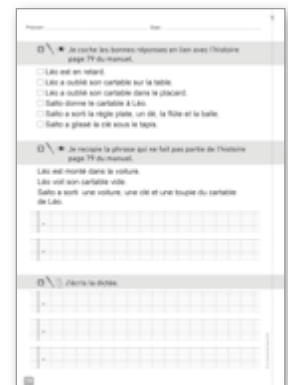 Prénom : Date :
Je coche les bonnes réponses en lien avec l'histoire
page 79 du manuel.
Léo est en retard.
Léo a oublié son cartable sur la table.
Léo a oublié son cartable dans le placard.
Salto donne le cartable à Léo.
Salto a sorti la règle plate, un dé, la flûte et la balle.
Salto a glissé la clé sous le tapis.
Je recopie la phrase qui ne fait pas partie de l'histoire
page 79 du manuel.
Léo est monté dans la voiture.
Léo voit son cartable vide.
Salto a sorti une voiture, une clé et une toupie du cartable
de Léo.
J'écris la dictée.